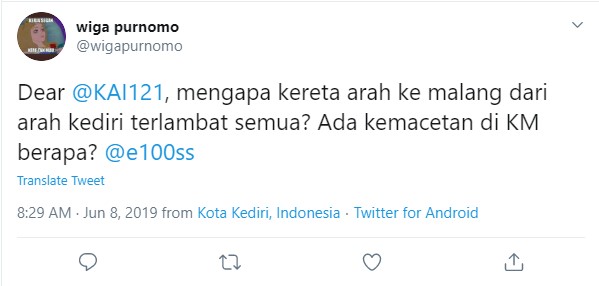 wiga purnomo
@wigapurnomo
Dear @KAI121, mengapa kereta arah ke malang dari
arah kediri terlambat semua? Ada kemacetan di KM
berapa? @e100ss
Translate Tweet
8:29 AM · Jun 8, 2019 from Kota Kediri, Indonesia · Twitter for Android